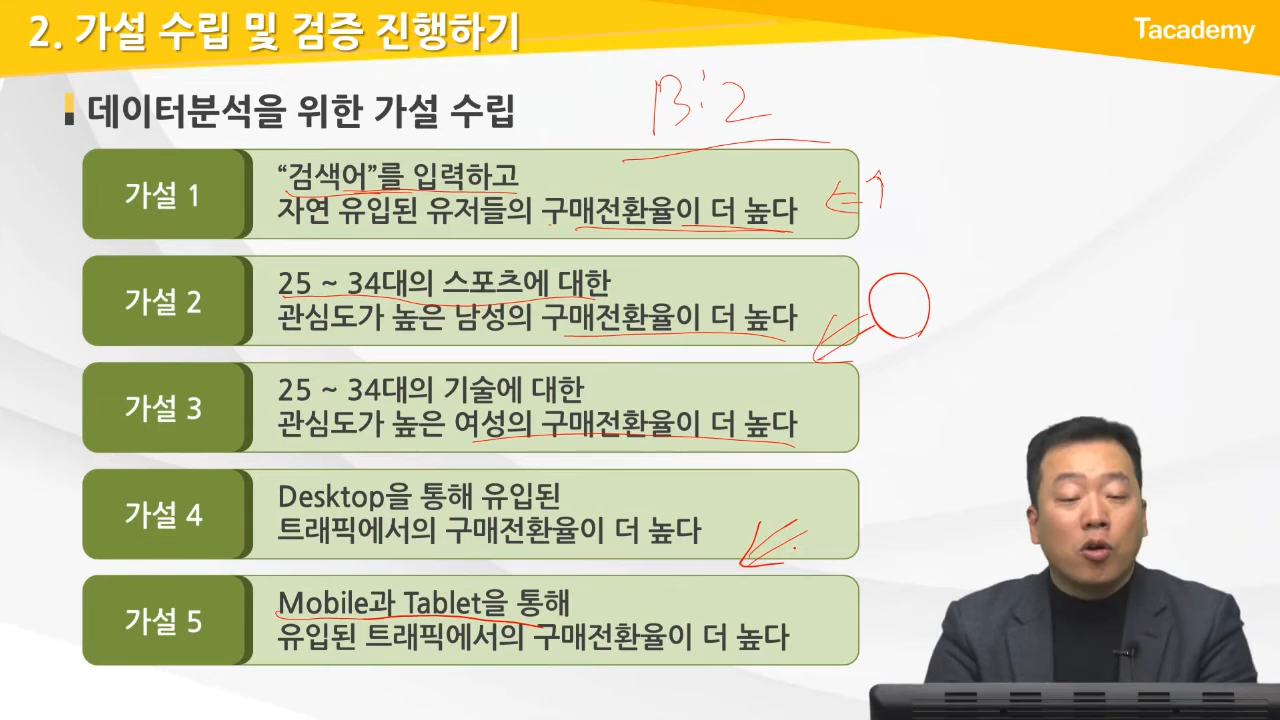 2. 가설 수립 및 검증 진행하기
Tacademy
데이터분석을 위한 가설 수립
Biz
가설 1
“검색어”를 입력하고
자연 유입된 유저들의 구매전환율이 더 높다
가설 2
25 ~ 34대의 스포츠에 대한
관심도가 높은 남성의 구매전환율이 더 높다
가설 3
25 ~ 34대의 기술에 대한
관심도가 높은 여성의 구매전환율이 더 높다
가설 4
Desktop을 통해 유입된
트래픽에서의 구매전환율이 더 높다
가설 5
Mobile과 Tablet을 통해
유입된 트래픽에서의 구매전환율이 더 높다